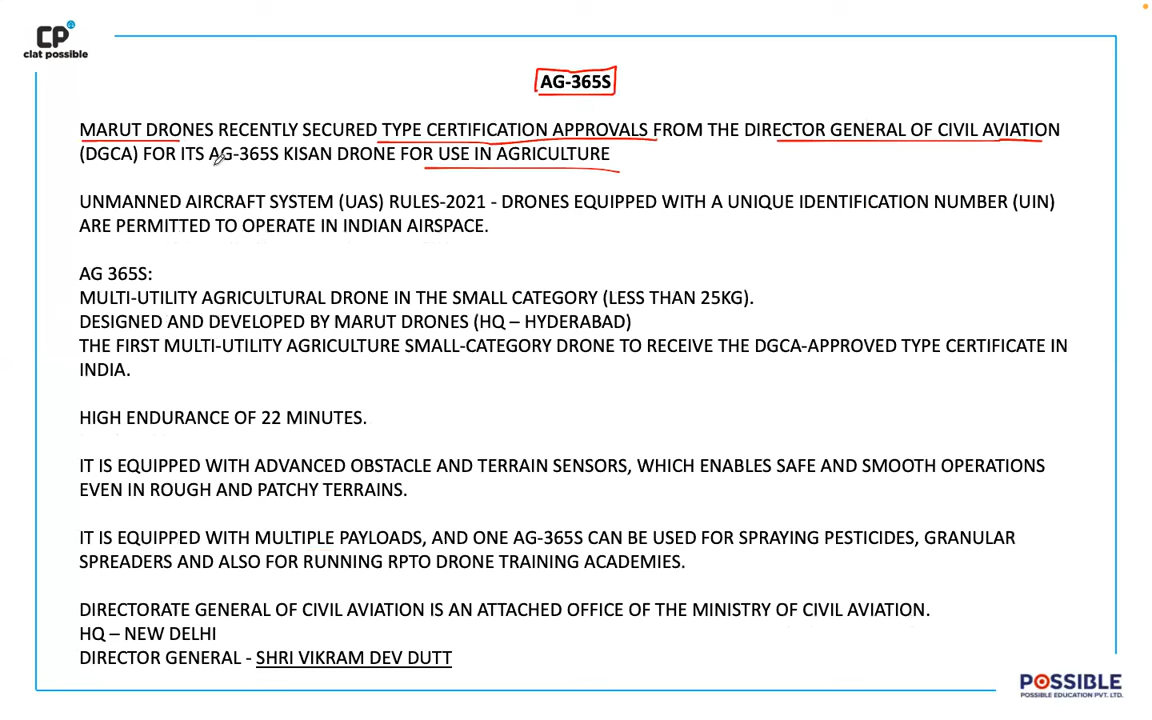 CP
clat possible
AG-365S
MARUT DRONES RECENTLY SECURED TYPE CERTIFICATION APPROVALS FROM THE DIRECTOR GENERAL OF CIVIL AVIATION
(DGCA) FOR ITS AG-365S KISAN DRONE FOR USE IN AGRICULTURE
UNMANNED AIRCRAFT SYSTEM (UAS) RULES-2021 - DRONES EQUIPPED WITH A UNIQUE IDENTIFICATION NUMBER (UIN)
ARE PERMITTED TO OPERATE IN INDIAN AIRSPACE.
AG 365S:
MULTI-UTILITY AGRICULTURAL DRONE IN THE SMALL CATEGORY (LESS THAN 25KG).
DESIGNED AND DEVELOPED BY MARUT DRONES (HQ – HYDERABAD)
THE FIRST MULTI-UTILITY AGRICULTURE SMALL-CATEGORY DRONE TO RECEIVE THE DGCA-APPROVED TYPE CERTIFICATE IN
INDIA.
HIGH ENDURANCE OF 22 MINUTES.
IT IS EQUIPPED WITH ADVANCED OBSTACLE AND TERRAIN SENSORS, WHICH ENABLES SAFE AND SMOOTH OPERATIONS
EVEN IN ROUGH AND PATCHY TERRAINS.
IT IS EQUIPPED WITH MULTIPLE PAYLOADS, AND ONE AG-365S CAN BE USED FOR SPRAYING PESTICIDES, GRANULAR
SPREADERS AND ALSO FOR RUNNING RPTO DRONE TRAINING ACADEMIES.
DIRECTORATE GENERAL OF CIVIL AVIATION IS AN ATTACHED OFFICE OF THE MINISTRY OF CIVIL AVIATION.
HQ – NEW DELHI
DIRECTOR GENERAL - SHRI VIKRAM DEV DUTT
POSSIBLE
POSSIBLE EDUCATION PVT. LTD.